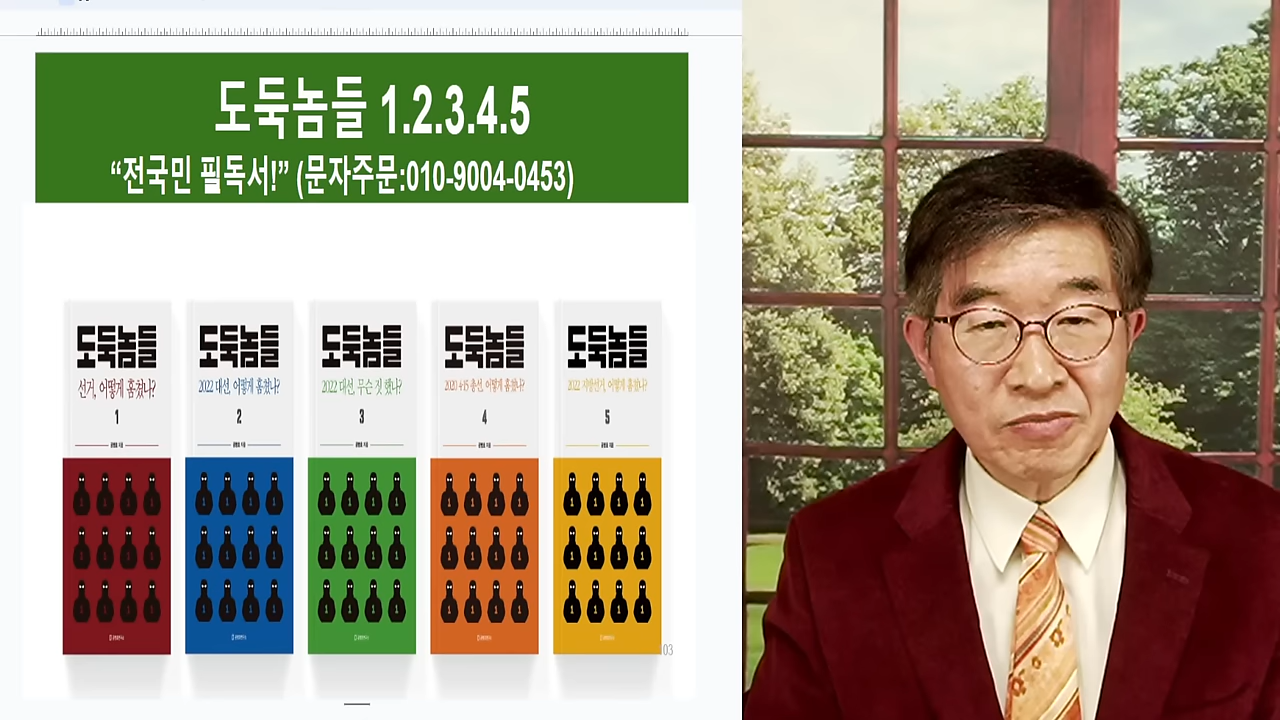 도둑놈들 1.2.3.4.5
“전국민 필독서!” (문자주문:010-9004-0453)
도둑놈들
선거, 어떻게 훔쳤나?
1
도둑놈들
2022 대선, 어떻게 훔쳤나?
2
도둑놈들
2022 대선, 무슨 짓 했나?
3
도둑놈들
2020 4·15 총선, 어떻게 훔쳤나?
4
도둑놈들
2022 지방선거, 어떻게 훔쳤나?
5
03